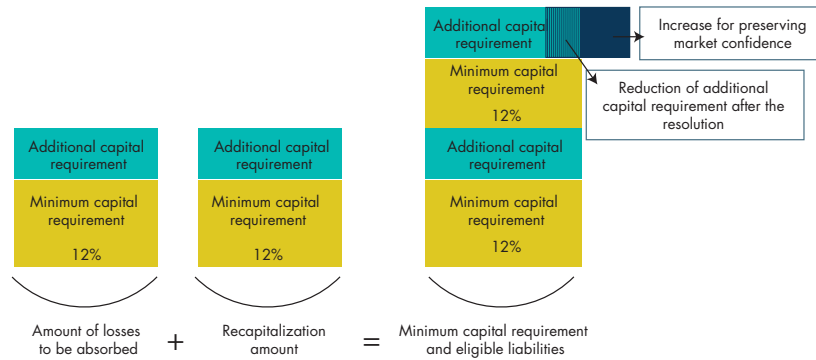 Additional capital
requirement
Increase for preserving
market confidence
Minimum capital
requirement
12%
Reduction of additional
capital requirement after the
resolution
Additional capital
requirement
Additional capital
requirement
Additional capital
requirement
Minimum capital
requirement
12%
Minimum capital
requirement
12%
Minimum capital
requirement
12%
Amount of losses
to be absorbed
+
Recapitalization
amount
=
Minimum capital requirement
and eligible liabilities